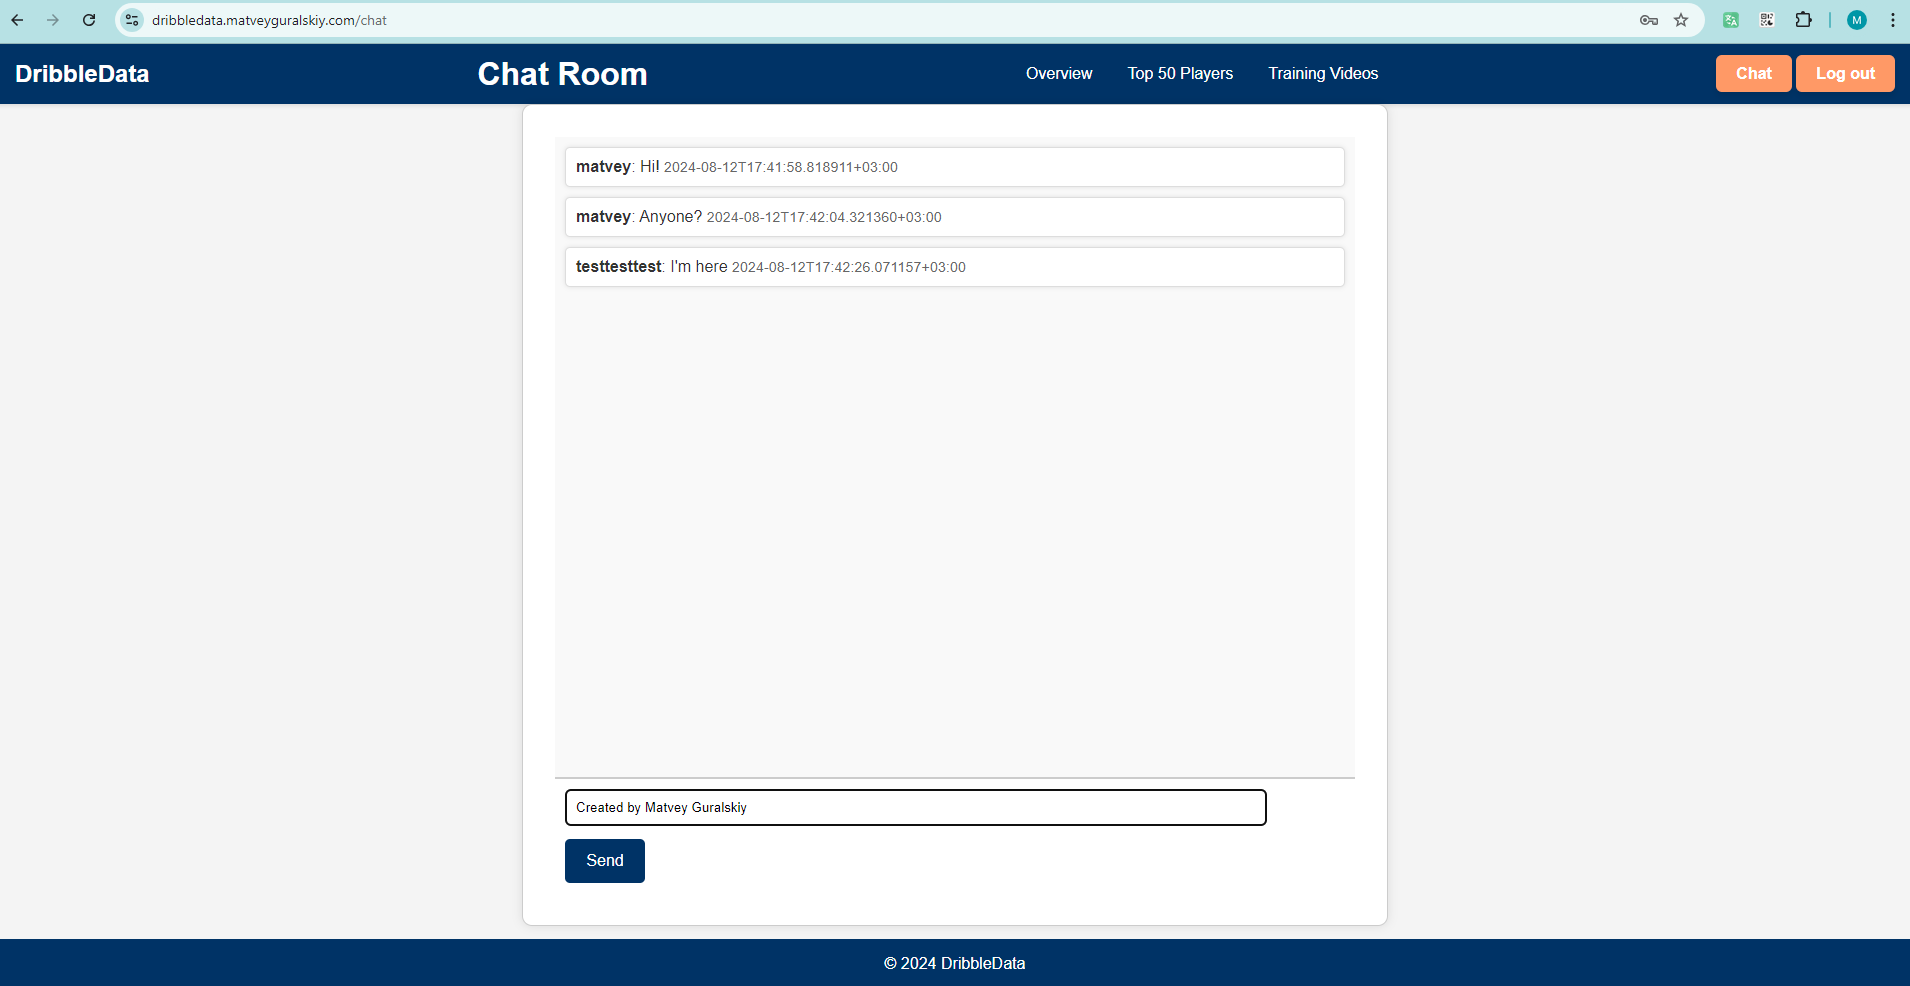 dribbledata.matveyguralskiy.com/chat
M
DribbleData
Chat Room
Overview
Top 50 Players
Training Videos
Chat
Log out
matvey: Hi! 2024-08-12T17:41:58.818911+03:00
matvey: Anyone? 2024-08-12T17:42:04.321360+03:00
testtesttest: I'm here 2024-08-12T17:42:26.071157+03:00
Created by Matvey Guralskiy
Send
© 2024 DribbleData